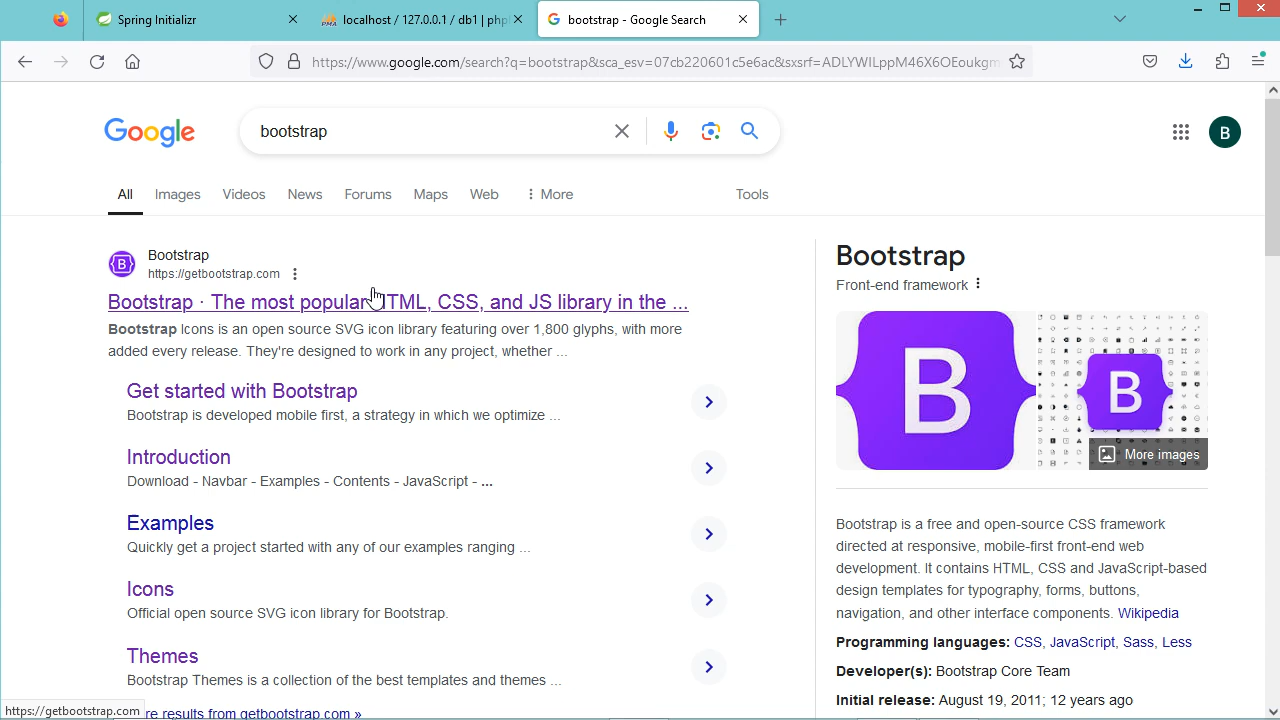 Spring Initializr
localhost / 127.0.0.1 / db1 | php
bootstrap - Google Search
https://www.google.com/search?q=bootstrap&sca_esv=07cb220601c5e6ac&sxsrf=ADLYWILppM46X6OEoukgm
Google
bootstrap
B
All
Images
Videos
News
Forums
Maps
Web
More
Tools
Bootstrap
https://getbootstrap.com
Bootstrap · The most popular HTML, CSS, and JS library in the ...
Bootstrap Icons is an open source SVG icon library featuring over 1,800 glyphs, with more
added every release. They're designed to work in any project, whether ...
Get started with Bootstrap
Bootstrap is developed mobile first, a strategy in which we optimize ...
Introduction
Download - Navbar - Examples - Contents - JavaScript - ...
Examples
Quickly get a project started with any of our examples ranging ...
Icons
Official open source SVG icon library for Bootstrap.
Themes
Bootstrap Themes is a collection of the best templates and themes ...
re results from getbootstrap.com »
https://getbootstrap.com
Bootstrap
Front-end framework
B
B
More images
Bootstrap is a free and open-source CSS framework
directed at responsive, mobile-first front-end web
development. It contains HTML, CSS and JavaScript-based
design templates for typography, forms, buttons,
navigation, and other interface components. Wikipedia
Programming languages: CSS, JavaScript, Sass, Less
Developer(s): Bootstrap Core Team
Initial release: August 19, 2011; 12 years ago